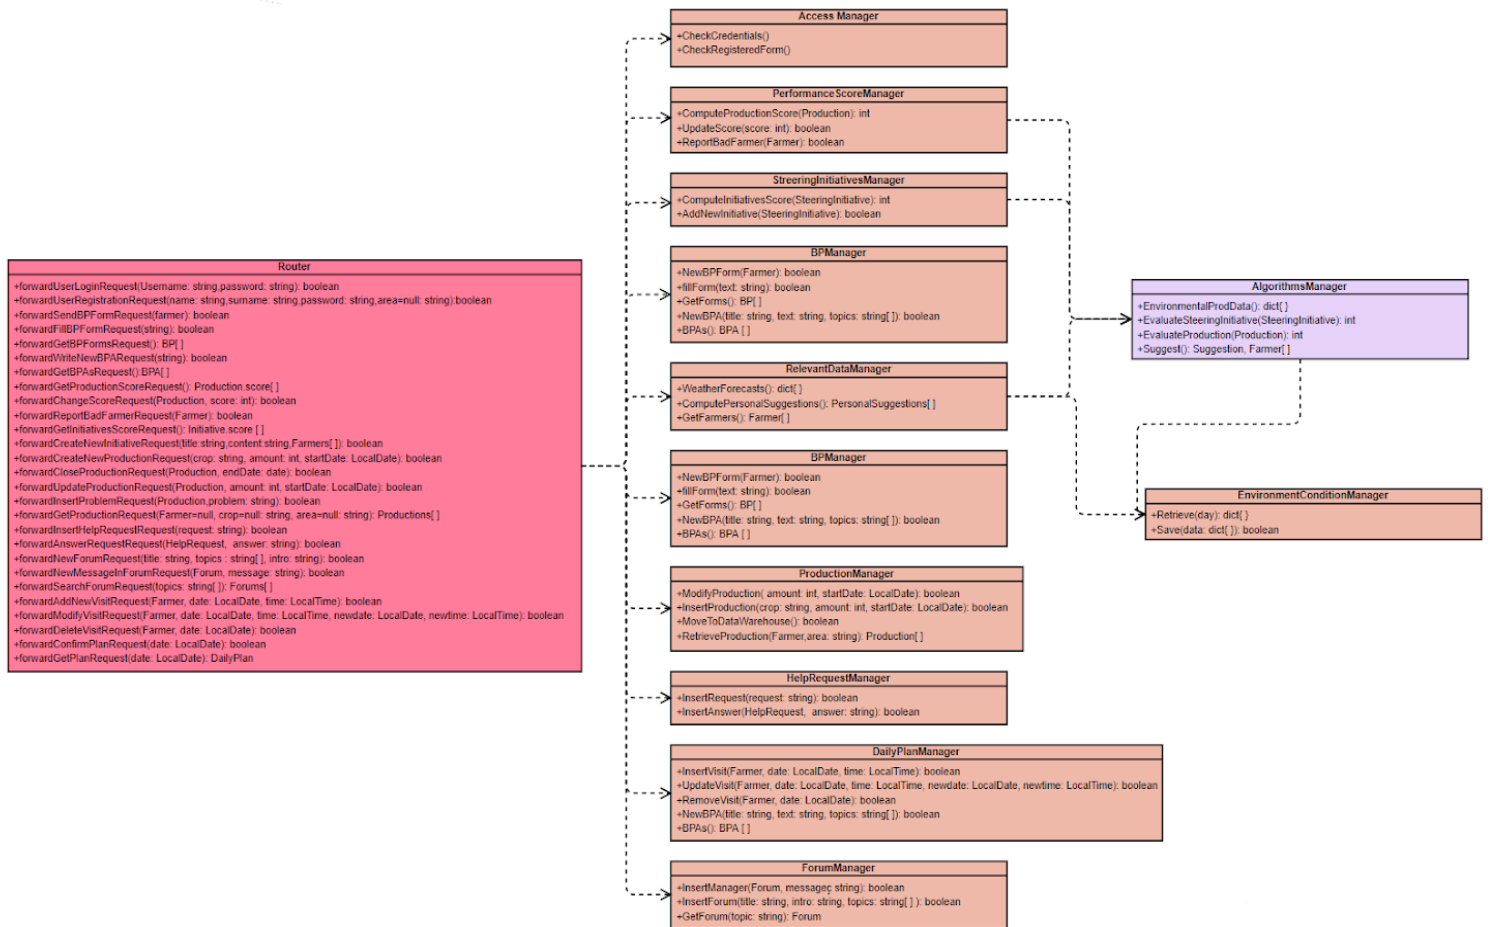 Access Manager
+CheckCredentials()
+CheckRegisteredForm()
PerformanceScoreManager
+ComputeProductionScore(Production): int
+UpdateScore(score: int): boolean
+ReportBadFarmer(Farmer): boolean
StreeringInitiativesManager
+ComputeInitiativesScore(SteeringInitiative): int
+AddNewInitiative(SteeringInitiative): boolean
BPManager
+NewBPForm(Farmer): boolean
+fillForm(text: string): boolean
+GetForms(): BP[ ]
+NewBPA(title: string, text: string, topics: string[ ]): boolean
+BPAs(): BPA [ ]
Router
+forwardUserLoginRequest(Username: string,password: string): boolean
+forwardUserRegistrationRequest(name: string,surname: string,password: string,area=null: string):boolean
+forwardSendBPFormRequest(farmer): boolean
+forwardFillBPFormRequest(string): boolean
+forwardGetBPFormsRequest(): BP[ ]
+forwardWriteNewBPARequest(string): boolean
+forwardGetBPAsRequest():BPA[ ]
+forwardGetProductionScoreRequest(): Production.score[ ]
+forwardChangeScoreRequest(Production, score: int): boolean
+forwardReportBadFarmerRequest(Farmer): boolean
+forwardGetInitiativesScoreRequest(): Initiative.score [ ]
+forwardCreateNewInitiativeRequest(title:string,content:string,Farmers[ ]): boolean
+forwardCreateNewProductionRequest(crop: string, amount: int, startDate: LocalDate): boolean
+forwardCloseProductionRequest(Production, endDate: date): boolean
+forwardUpdateProductionRequest(Production, amount: int, startDate: LocalDate): boolean
+forwardInsertProblemRequest(Production,problem: string): boolean
+forwardGetProductionRequest(Farmer=null, crop=null: string, area=null: string): Productions[ ]
+forwardInsertHelpRequestRequest(request: string): boolean
+forwardAnswerRequestRequest(HelpRequest, answer: string): boolean
+forwardNewForumRequest(title: string, topics : string[ ], intro: string): boolean
+forwardNewMessageInForumRequest(Forum, message: string): boolean
+forwardSearchForumRequest(topics: string[ ]): Forums[ ]
+forwardAddNewVisitRequest(Farmer, date: LocalDate, time: LocalTime): boolean
+forwardModifyVisitRequest(Farmer, date: LocalDate, time: LocalTime, newdate: LocalDate, newtime: LocalTime): boolean
+forwardDeleteVisitRequest(Farmer, date: LocalDate): boolean
+forwardConfirmPlanRequest(date: LocalDate): boolean
+forwardGetPlanRequest(date: LocalDate): DailyPlan
AlgorithmsManager
+EnvironmentalProdData(): dict{ }
+EvaluateSteeringInitiative(SteeringInitiative): int
+EvaluateProduction(Production): int
+Suggest(): Suggestion, Farmer[ ]
RelevantDataManager
+WeatherForecasts(): dict{ }
+ComputePersonalSuggestions(): PersonalSuggestions[ ]
+GetFarmers(): Farmer[ ]
BPManager
+NewBPForm(Farmer): boolean
+fillForm(text: string): boolean
+GetForms(): BP[ ]
+NewBPA(title: string, text: string, topics: string[ ]): boolean
+BPAs(): BPA [ ]
EnvironmentConditionManager
+Retrieve(day): dict{ }
+Save(data: dict{ }): boolean
ProductionManager
+ModifyProduction( amount: int, startDate: LocalDate): boolean
+InsertProduction(crop: string, amount: int, startDate: LocalDate): boolean
+MoveToDataWarehouse(): boolean
+RetrieveProduction(Farmer,area: string): Production[ ]
HelpRequestManager
+InsertRequest(request: string): boolean
+InsertAnswer(HelpRequest, answer: string): boolean
DailyPlanManager
+InsertVisit(Farmer, date: LocalDate, time: LocalTime): boolean
+UpdateVisit(Farmer, date: LocalDate, time: LocalTime, newdate: LocalDate, newtime: LocalTime): boolean
+RemoveVisit(Farmer, date: LocalDate): boolean
+NewBPA(title: string, text: string, topics: string[ ]): boolean
+BPAs(): BPA [ ]
ForumManager
+InsertManager(Forum, messageç string): boolean
+InsertForum(title: string, intro: string, topics: string[ ] ): boolean
+GetForum(topic: string): Forum